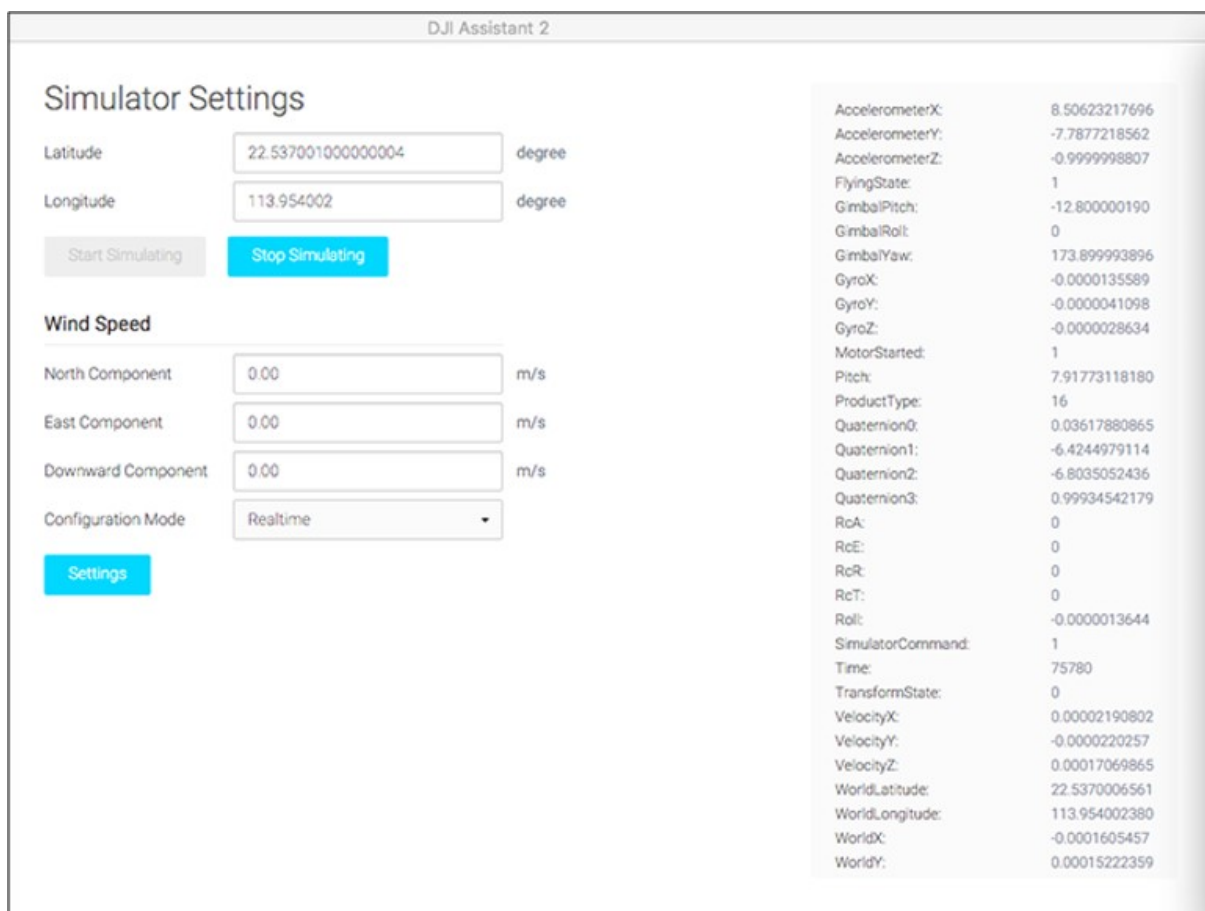 DJI Assistant 2
Simulator Settings
Latitude 22.537001000000004 degree
Longitude 113.954002 degree
Start Simulating Stop Simulating
Wind Speed
North Component 0.00 m/s
East Component 0.00 m/s
Downward Component 0.00 m/s
Configuration Mode Realtime
Settings
AccelerometerX: 8.50623217696
AccelerometerY: -7.7877218562
AccelerometerZ: -0.9999998807
FlyingState: 1
GimbalPitch: -12.800000190
GimbalRoll: 0
GimbalYaw: 173.899993896
GyroX: -0.0000135589
GyroY: -0.0000041098
GyroZ: -0.0000028634
MotorStarted: 1
Pitch: 7.91773118180
ProductType: 16
Quaternion0: 0.03617880865
Quaternion1: -6.4244979114
Quaternion2: -6.8035052436
Quaternion3: 0.99934542179
RcA: 0
RcE: 0
RcR: 0
RcT: 0
Roll: -0.0000013644
SimulatorCommand: 1
Time: 75780
TransformState: 0
VelocityX: 0.00002190802
VelocityY: -0.0000220257
VelocityZ: 0.00017069865
WorldLatitude: 22.5370006561
WorldLongitude: 113.954002380
WorldX: -0.0001605457
WorldY: 0.00015222359